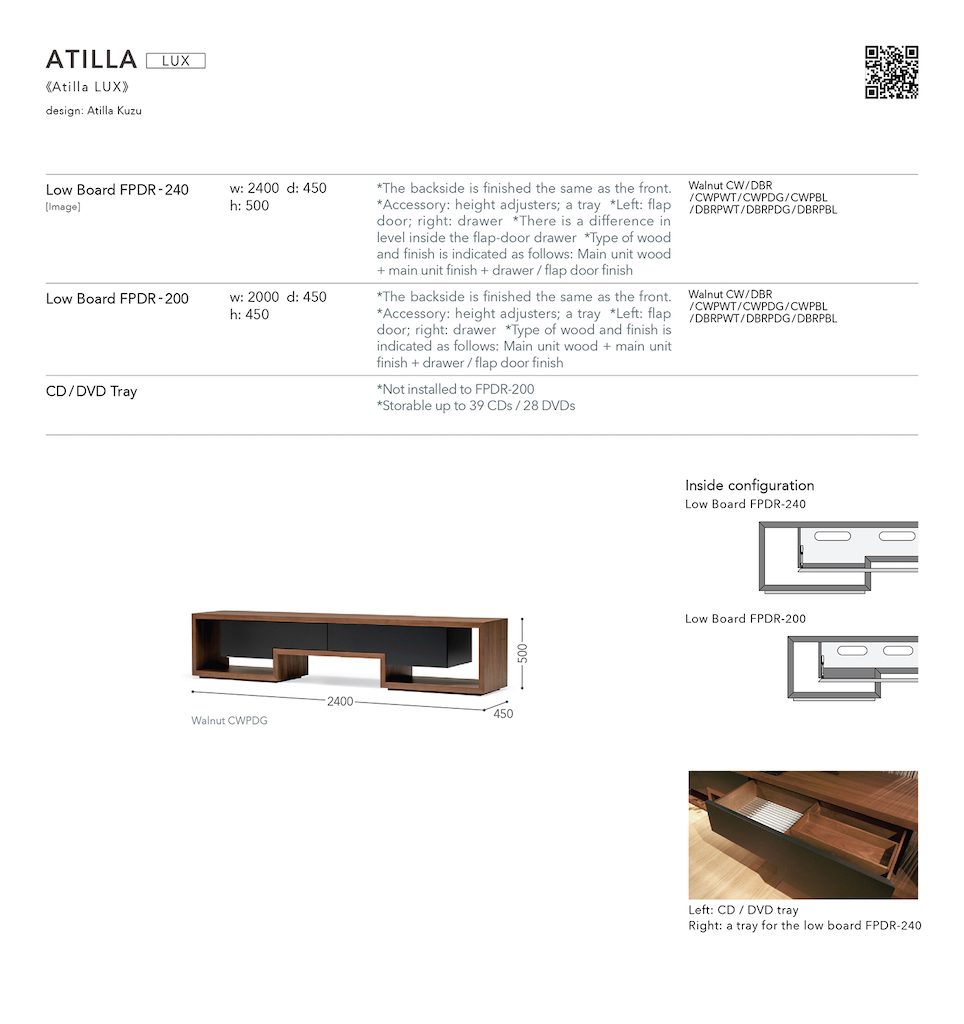 ATILLA LUX
《Atilla LUX》
design: Atilla Kuzu
Low Board FPDR-240
[Image]
w: 2400 d: 450
h: 500
*The backside is finished the same as the front.
*Accessory: height adjusters; a tray *Left: flap
door; right: drawer *There is a difference in
level inside the flap-door drawer *Type of wood
and finish is indicated as follows: Main unit wood
+ main unit finish + drawer / flap door finish
Walnut CW/DBR
/CWPWT/CWPDG/CWPBL
/DBRPWT/DBRPDG/DBRPBL
Low Board FPDR-200
w: 2000 d: 450
h: 450
*The backside is finished the same as the front.
*Accessory: height adjusters; a tray *Left: flap
door; right: drawer *Type of wood and finish is
indicated as follows: Main unit wood + main unit
finish + drawer / flap door finish
Walnut CW/DBR
/CWPWT/CWPDG/CWPBL
/DBRPWT/DBRPDG/DBRPBL
CD/DVD Tray
*Not installed to FPDR-200
*Storable up to 39 CDs / 28 DVDs
Inside configuration
Low Board FPDR-240
Low Board FPDR-200
500
2400
450
Walnut CWPDG
Left: CD / DVD tray
Right: a tray for the low board FPDR-240